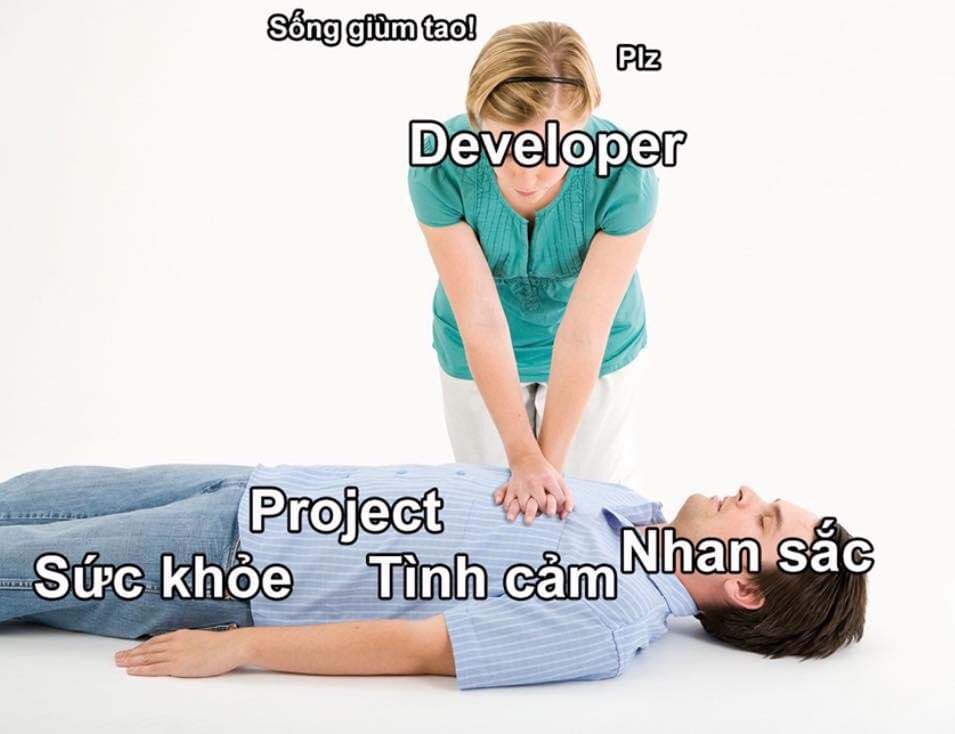 Sống giùm tao!
Plz
Developer
Project
Sức khỏe
Tình cảm
Nhan sắc